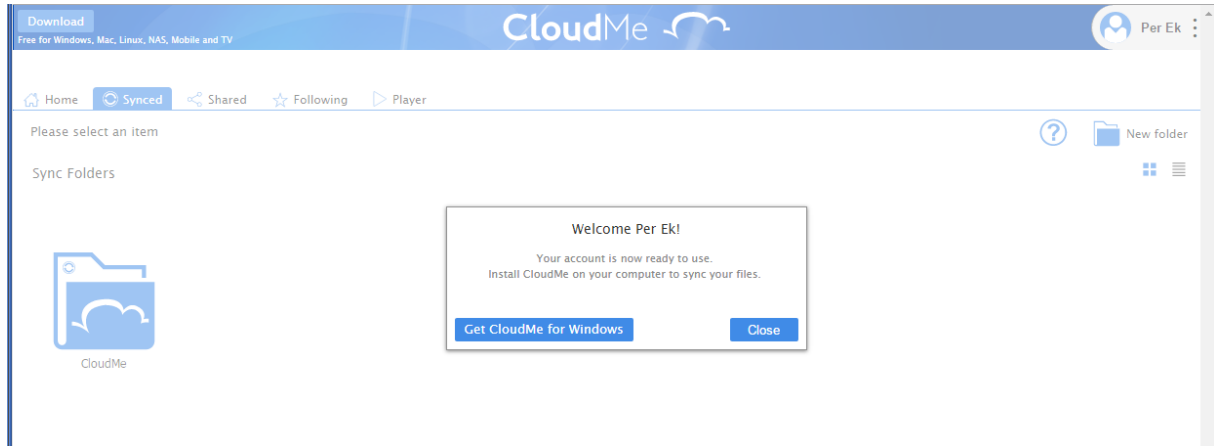 Download
Free for Windows, Mac, Linux, NAS, Mobile and TV
CloudMe
Per Ek
Home
Synced
Shared
Following
Player
Please select an item
?
New folder
Sync Folders
Welcome Per Ek!
Your account is now ready to use.
Install CloudMe on your computer to sync your files.
Get CloudMe for Windows
Close
CloudMe